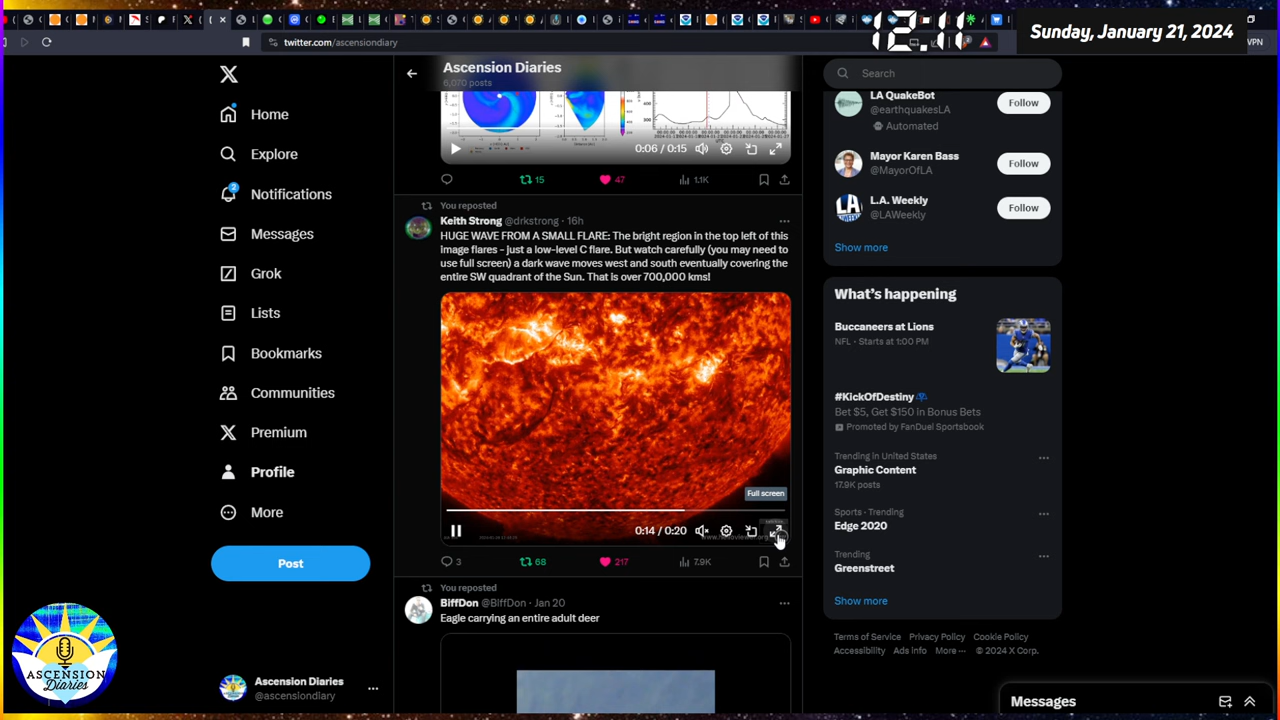 12:11
Sunday, January 21, 2024
twitter.com/ascensiondiary
VPN
Home
Explore
2
Notifications
Messages
Grok
Lists
Bookmarks
Communities
Premium
Profile
More
Post
ASCENSION
Diaries
Ascension Diaries
@ascensiondiary
Ascension Diaries
6,070 posts
0:06 / 0:15
15
47
1.1K
You reposted
Keith Strong @drkstrong · 16h
HUGE WAVE FROM A SMALL FLARE: The bright region in the top left of this
image flares - just a low-level C flare. But watch carefully (you may need to
use full screen) a dark wave moves west and south eventually covering the
entire SW quadrant of the Sun. That is over 700,000 kms!
Full screen
0:14 / 0:20
3
68
217
7.9K
You reposted
BiffDon @BIffDon · Jan 20
Eagle carrying an entire adult deer
Search
LA QuakeBot
@earthquakesLA
Automated
Follow
Mayor Karen Bass
@MayorOfLA
Follow
L.A. Weekly
@LAWeekly
Follow
Show more
What's happening
Buccaneers at Lions
NFL · Starts at 1:00 PM
#KickOfDestiny
Bet $5, Get $150 in Bonus Bets
Promoted by FanDuel Sportsbook
Trending in United States
Graphic Content
17.9K posts
Sports · Trending
Edge 2020
Trending
Greenstreet
Show more
Terms of Service Privacy Policy Cookie Policy
Accessibility Ads info More ··· © 2024 X Corp.
Messages